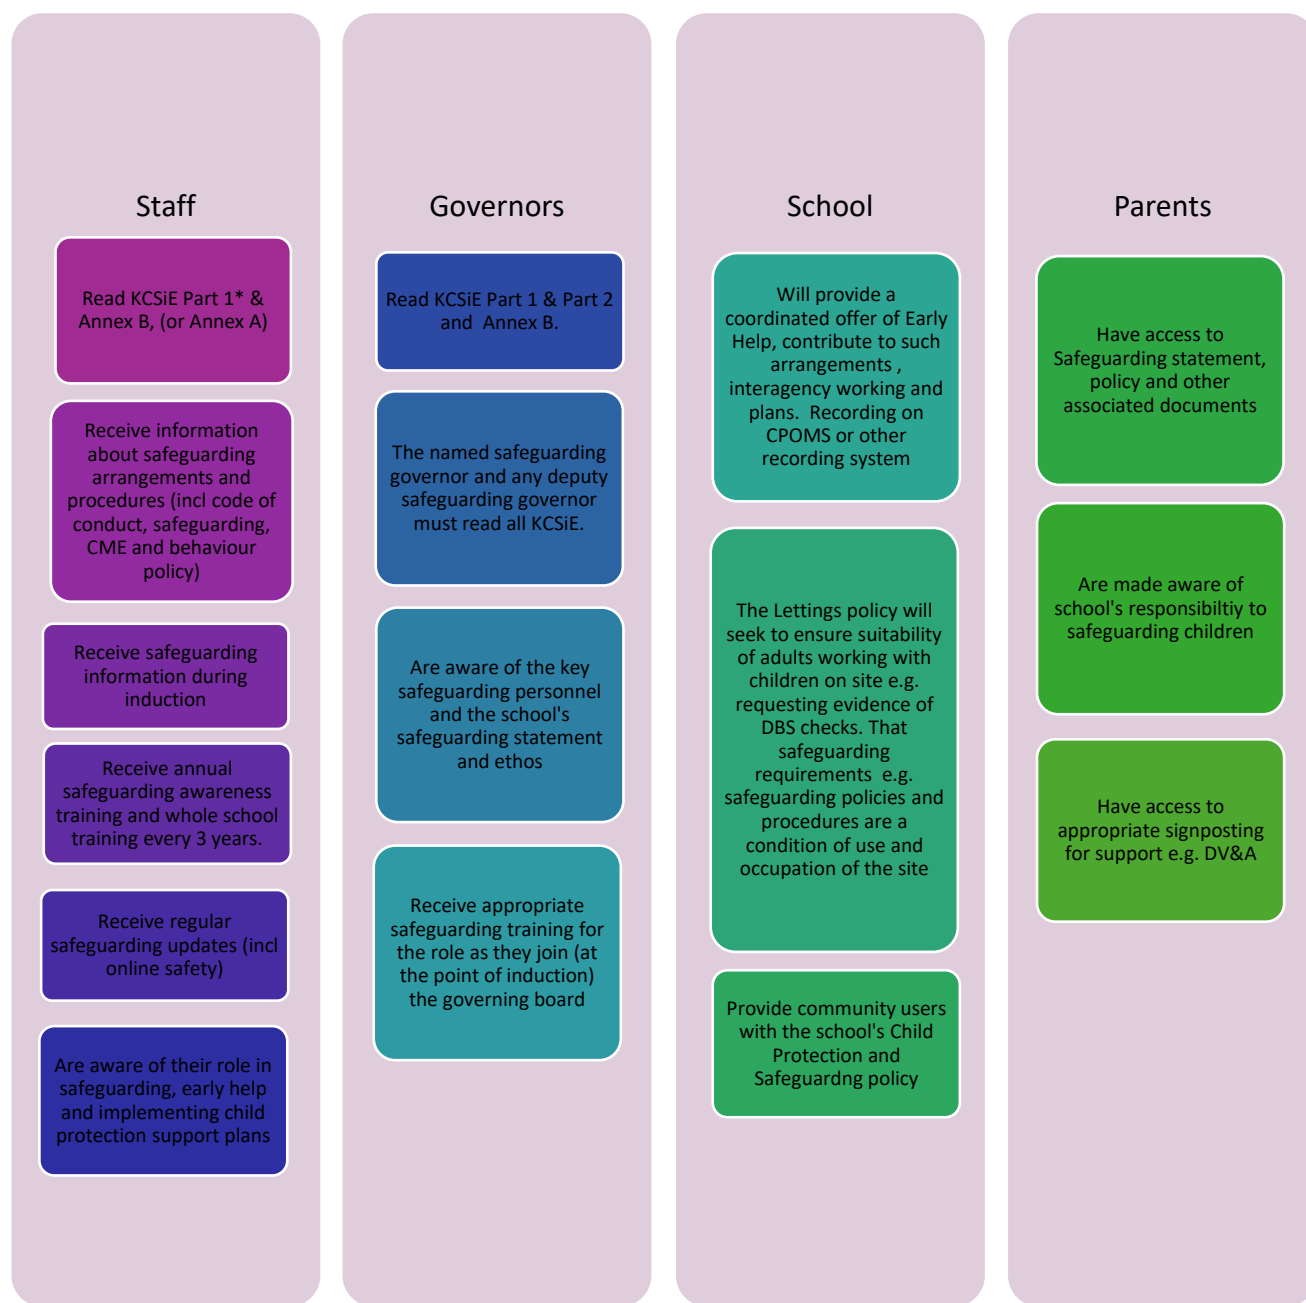 Staff
Read KCSiE Part 1* &
Annex B, (or Annex A)
Receive information
about safeguarding
arrangements and
procedures (incl code of
conduct, safeguarding,
CME and behaviour
policy)
Receive safeguarding
information during
induction
Receive annual
safeguarding awareness
training and whole school
training every 3 years.
Receive regular
safeguarding updates (incl
online safety)
Are aware of their role in
safeguarding, early help
and implementing child
protection support plans
Governors
Read KCSiE Part 1 & Part 2
and Annex B.
The named safeguarding
governor and any deputy
safeguarding governor
must read all KCSiE.
Are aware of the key
safeguarding personnel
and the school's
safeguarding statement
and ethos
Receive appropriate
safeguarding training for
the role as they join (at
the point of induction)
the governing board
School
Will provide a
coordinated offer of Early
Help, contribute to such
arrangements ,
interagency working and
plans. Recording on
CPOMS or other
recording system
The Lettings policy will
seek to ensure suitability
of adults working with
children on site e.g.
requesting evidence of
DBS checks. That
safeguarding
requirements e.g.
safeguarding policies and
procedures are a
condition of use and
occupation of the site
Provide community users
with the school's Child
Protection and
Safeguardng policy
Parents
Have access to
Safeguarding statement,
policy and other
associated documents
Are made aware of
school's responsibiltiy to
safeguarding children
Have access to
appropriate signposting
for support e.g. DV&A